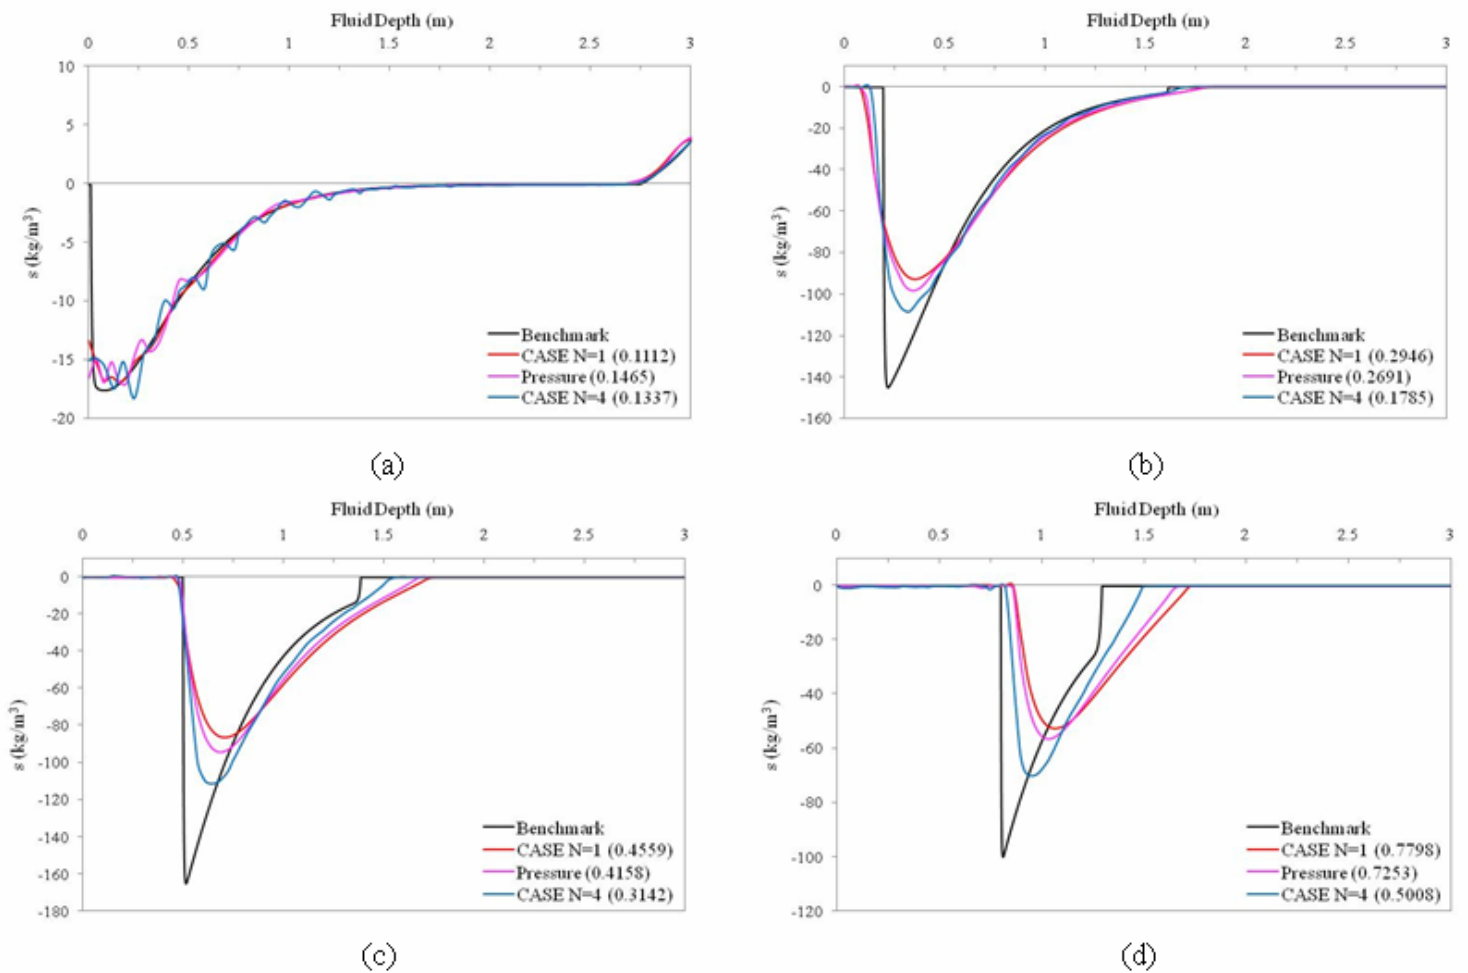 Fluid Depth (m)
0 0.5 1 1.5 2 2.5 3
10
5
0
-5
-10
-15
-20
s (kg/m³)
Benchmark
CASE N=1 (0.1112)
Pressure (0.1465)
CASE N=4 (0.1337)
(a)
Fluid Depth (m)
0 0.5 1 1.5 2 2.5 3
0
-20
-40
-60
-80
-100
-120
-140
-160
s (kg/m³)
Benchmark
CASE N=1 (0.2946)
Pressure (0.2691)
CASE N=4 (0.1785)
(b)
Fluid Depth (m)
0 0.5 1 1.5 2 2.5 3
0
-20
-40
-60
-80
-100
-120
-140
-160
-180
s (kg/m³)
Benchmark
CASE N=1 (0.4559)
Pressure (0.4158)
CASE N=4 (0.3142)
(c)
Fluid Depth (m)
0 0.5 1 1.5 2 2.5 3
0
-20
-40
-60
-80
-100
-120
s (kg/m³)
Benchmark
CASE N=1 (0.7798)
Pressure (0.7253)
CASE N=4 (0.5008)
(d)